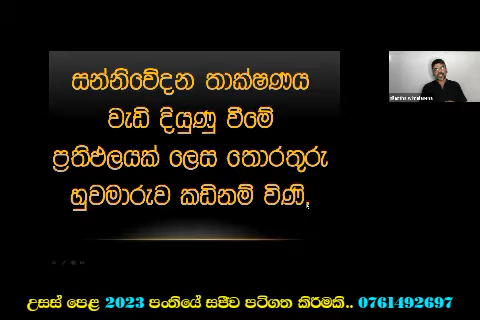 සන්නිවේදන තාක්ෂණය
වැඩි දියුණු වීමේ
ප්‍රතිඵලයක් ලෙස තොරතුරු
හුවමාරුව කඩිනම් විණි,
උසස් පෙළ 2023 පංතියේ සජීව පටිගත කිරීමකි.. 0761492697